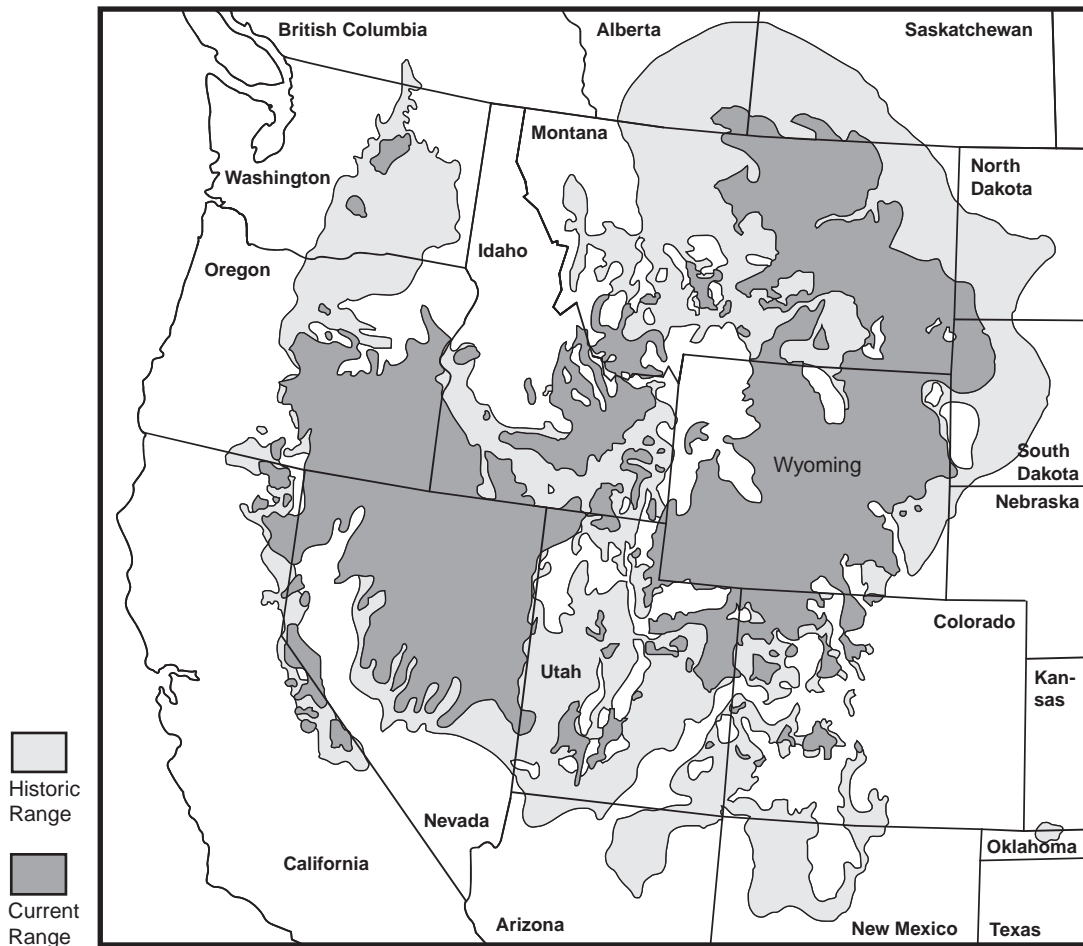 British Columbia
Alberta
Saskatchewan
Montana
North
Dakota
Washington
Idaho
Oregon
Wyoming
South
Dakota
Nebraska
Colorado
Utah
Kan-
sas
Historic
Range
Nevada
Oklahoma
California
Current
Range
Arizona
New Mexico
Texas